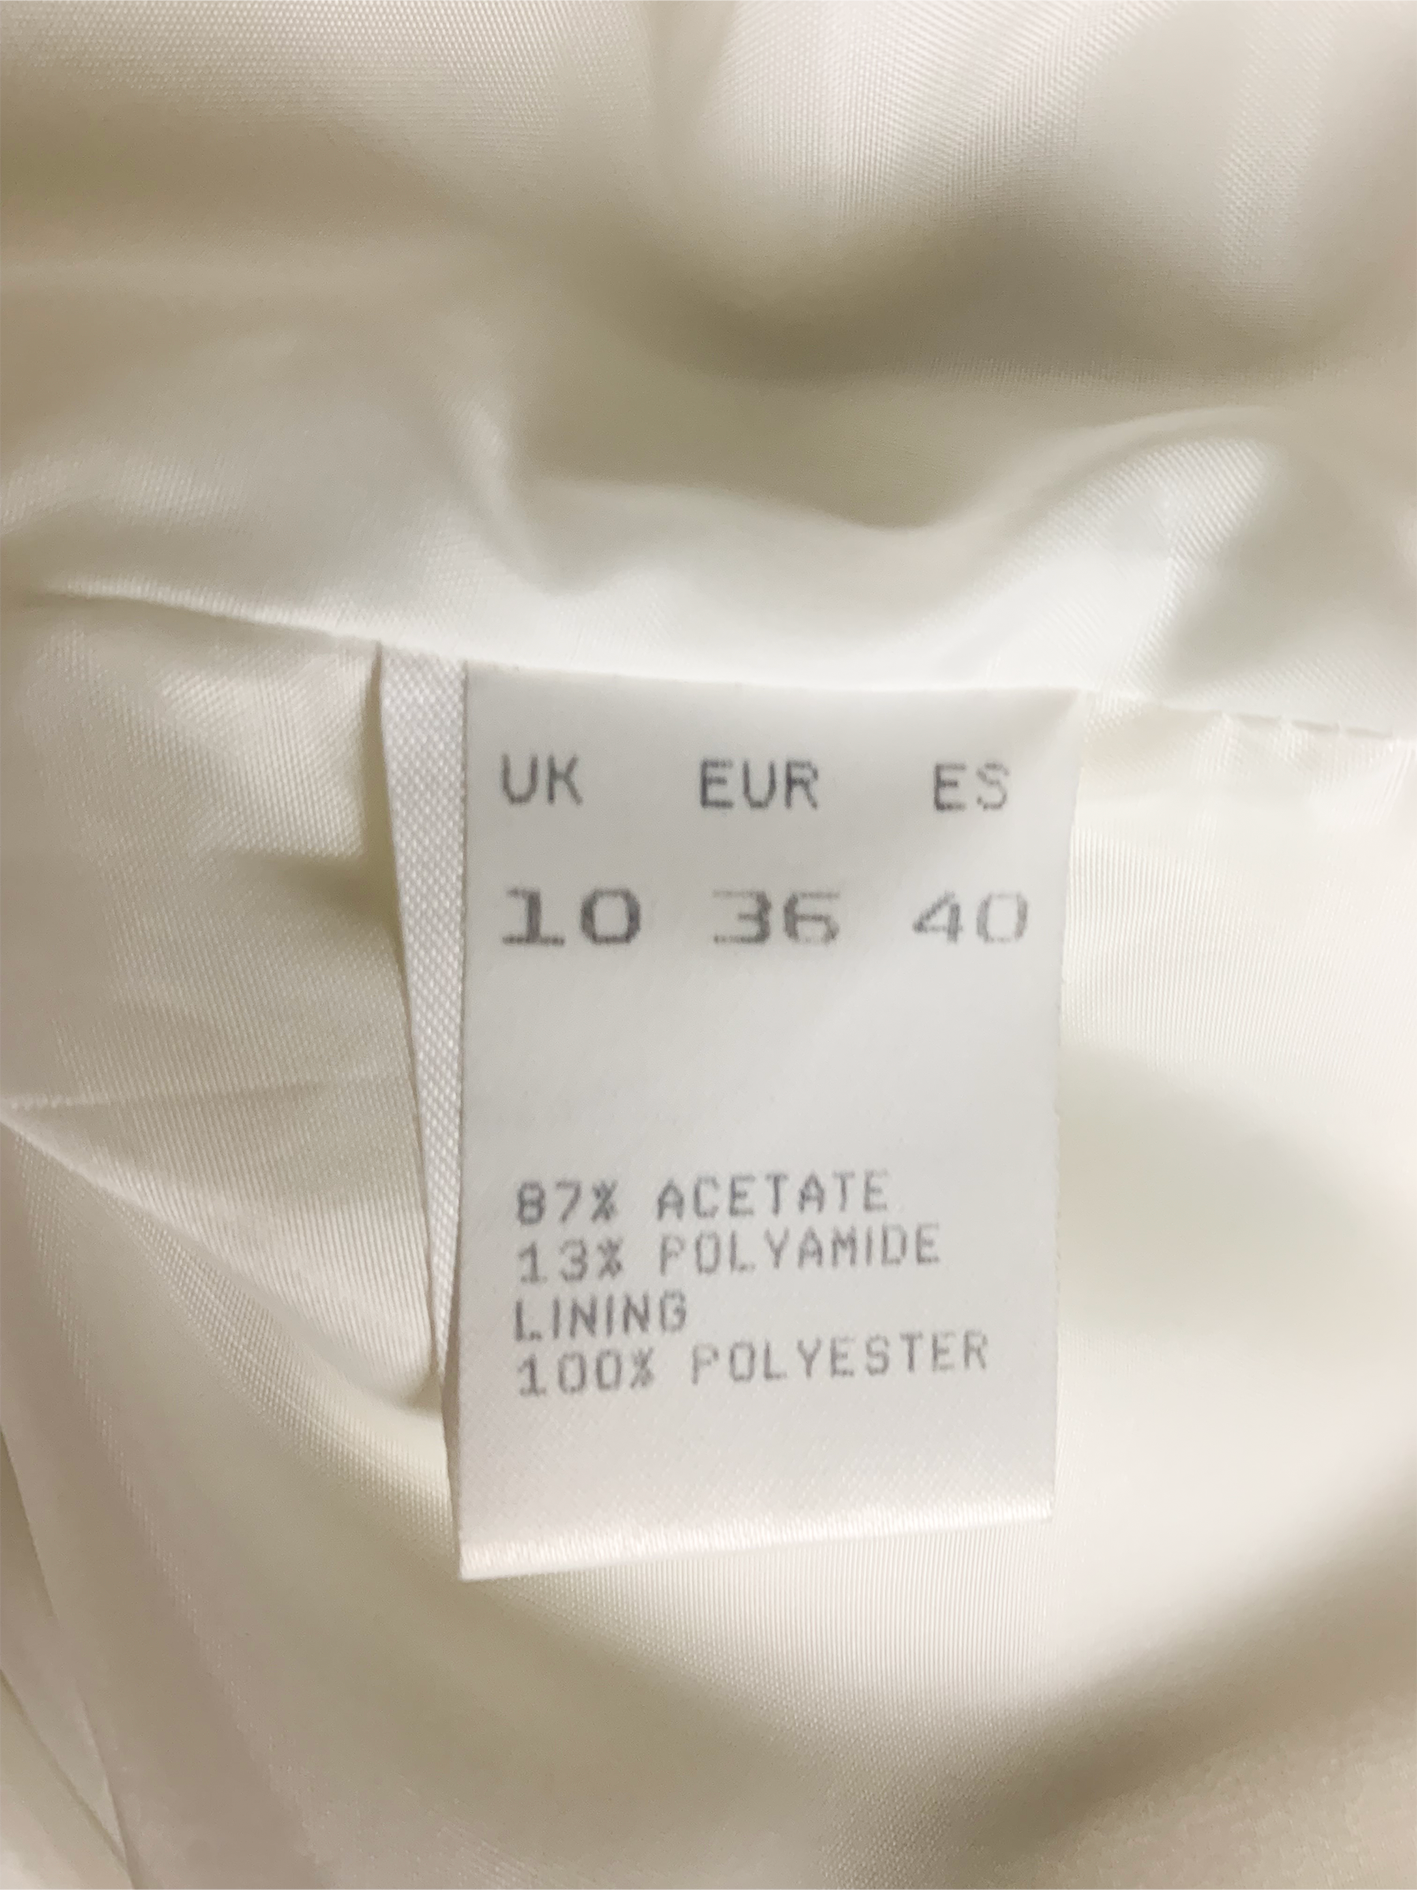 UK EUR ES
10 36 40
87% ACETATE
13% POLYAMIDE
LINING
100% POLYESTER